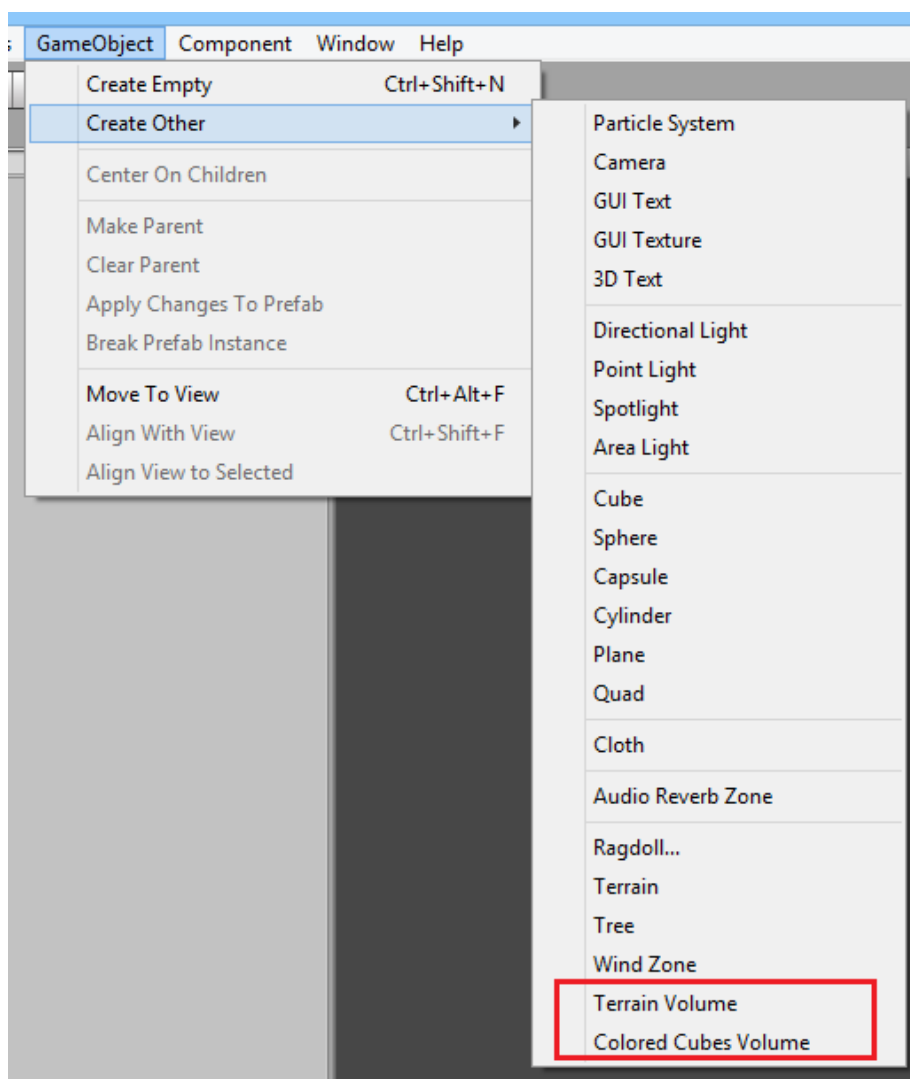 s GameObject Component Window Help
Create Empty Ctrl+Shift+N
Create Other
Center On Children
Make Parent
Clear Parent
Apply Changes To Prefab
Break Prefab Instance
Move To View Ctrl+Alt+F
Align With View Ctrl+Shift+F
Align View to Selected
Particle System
Camera
GUI Text
GUI Texture
3D Text
Directional Light
Point Light
Spotlight
Area Light
Cube
Sphere
Capsule
Cylinder
Plane
Quad
Cloth
Audio Reverb Zone
Ragdoll...
Terrain
Tree
Wind Zone
Terrain Volume
Colored Cubes Volume